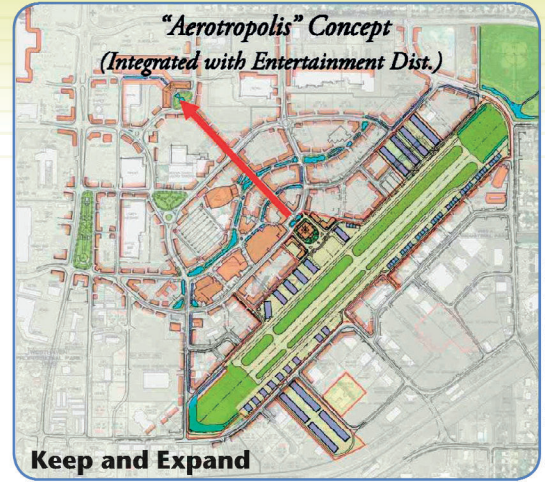 “Aerotropolis” Concept
(Integrated with Entertainment Dist.)
Keep and Expand